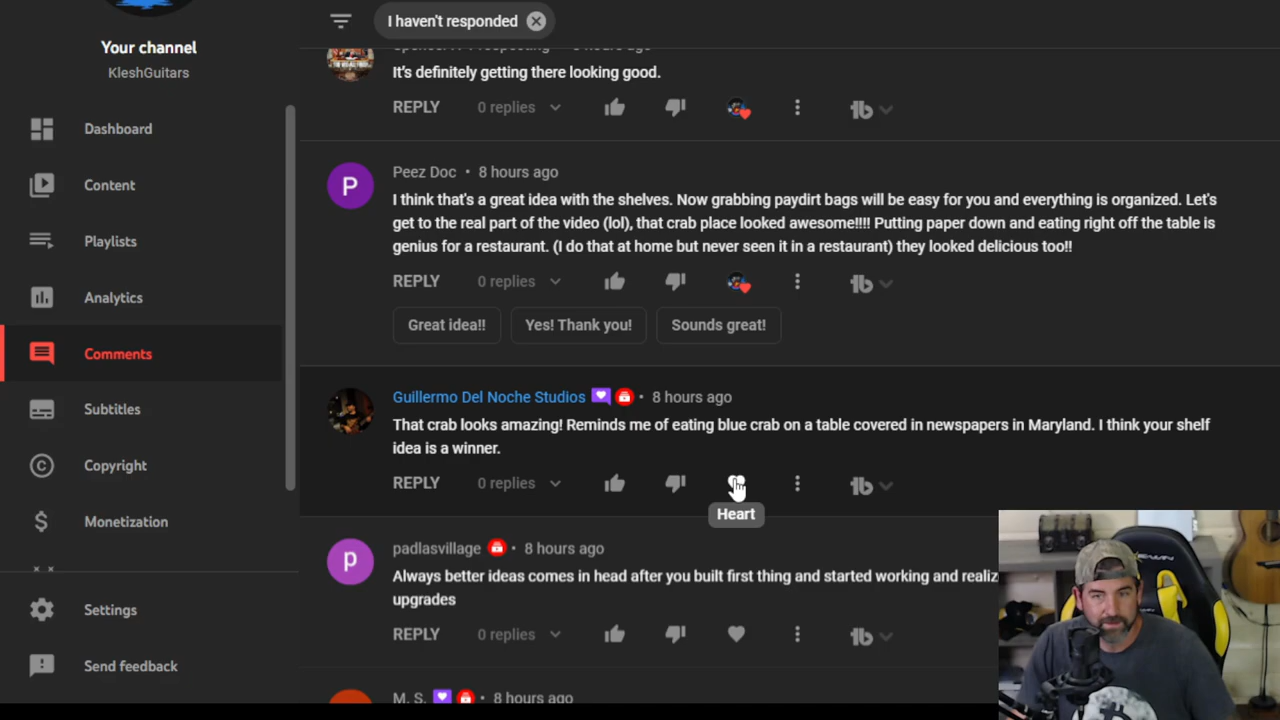 Your channel
KleshGuitars
Dashboard
Content
Playlists
Analytics
Comments
Subtitles
Copyright
Monetization
Settings
Send feedback
I haven't responded
8 hours ago
It's definitely getting there looking good.
REPLY 0 replies
Peez Doc • 8 hours ago
I think that's a great idea with the shelves. Now grabbing paydirt bags will be easy for you and everything is organized. Let's
get to the real part of the video (lol), that crab place looked awesome!!!! Putting paper down and eating right off the table is
genius for a restaurant. (I do that at home but never seen it in a restaurant) they looked delicious too!!
REPLY 0 replies
Great idea!! Yes! Thank you! Sounds great!
Guillermo Del Noche Studios • 8 hours ago
That crab looks amazing! Reminds me of eating blue crab on a table covered in newspapers in Maryland. I think your shelf
idea is a winner.
REPLY 0 replies
Heart
padlasvillage • 8 hours ago
Always better ideas comes in head after you built first thing and started working and realiz
upgrades
REPLY 0 replies
M. S. • 8 hours ago